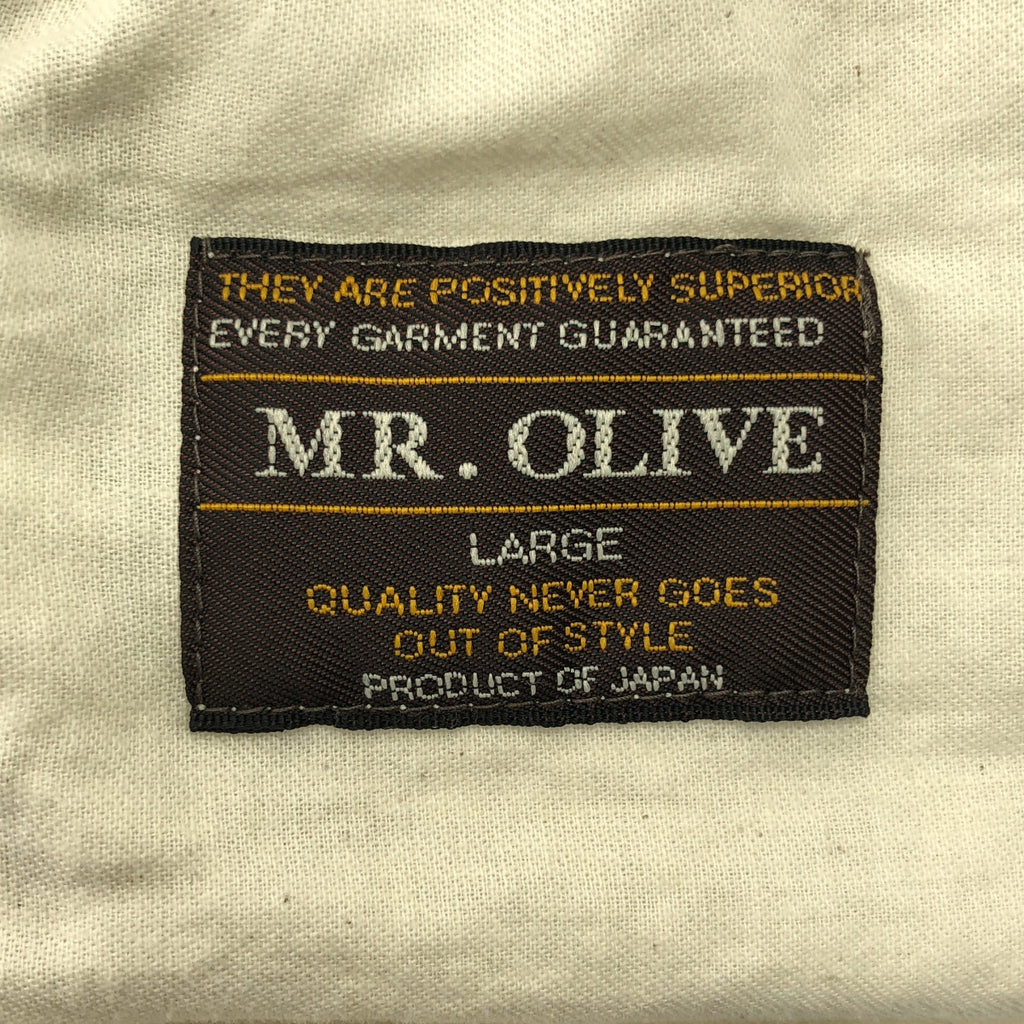 THEY ARE POSITIVELY SUPERIOR
EVERY GARMENT GUARANTEED
MR. OLIVE
LARGE
QUALITY NEVER GOES
OUT OF STYLE
PRODUCT OF JAPAN